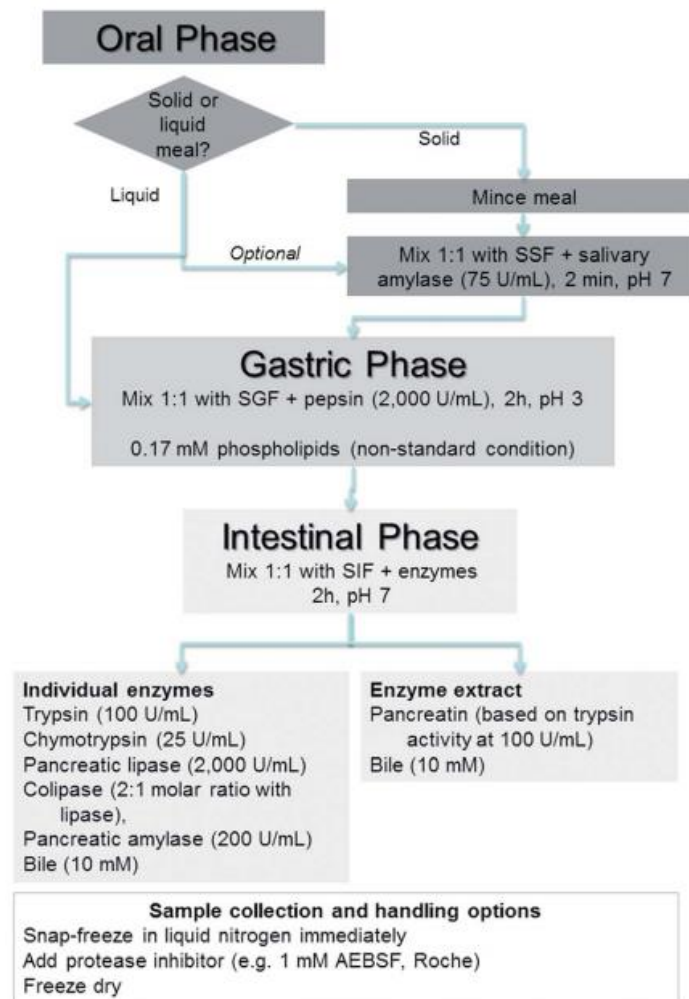 Oral Phase
Solid or
liquid
meal?
Solid
Liquid
Mince meal
Optional
Mix 1:1 with SSF + salivary
amylase (75 U/mL), 2 min, pH 7
Gastric Phase
Mix 1:1 with SGF + pepsin (2,000 U/mL), 2h, pH 3
0.17 mM phospholipids (non-standard condition)
Intestinal Phase
Mix 1:1 with SIF + enzymes
2h, pH 7
Individual enzymes
Trypsin (100 U/mL)
Chymotrypsin (25 U/mL)
Pancreatic lipase (2,000 U/mL)
Colipase (2:1 molar ratio with
lipase),
Pancreatic amylase (200 U/mL)
Bile (10 mM)
Enzyme extract
Pancreatin (based on trypsin
activity at 100 U/mL)
Bile (10 mM)
Sample collection and handling options
Snap-freeze in liquid nitrogen immediately
Add protease inhibitor (e.g. 1 mM AEBSF, Roche)
Freeze dry